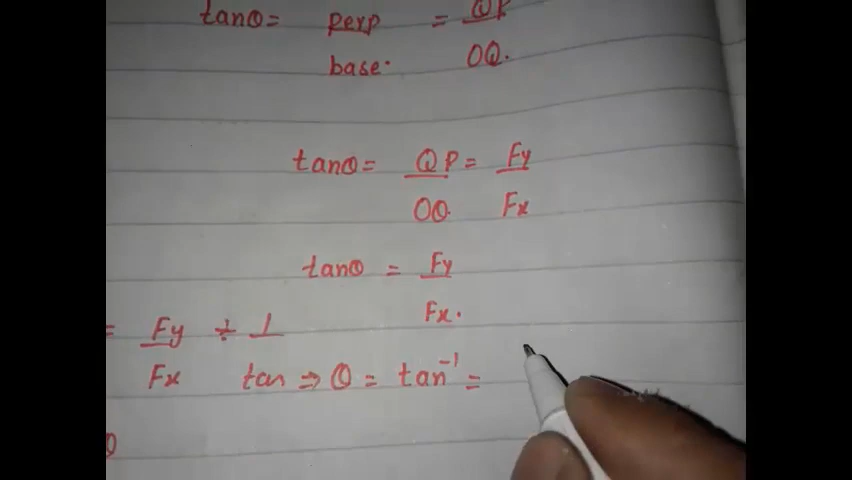 tanθ = perp = QP
base. OQ.
tanθ = QP = Fy
OQ. Fx
tanθ = Fy
Fx.
= Fy ÷ 1
Fx tan ⇒ θ = tan⁻¹ =